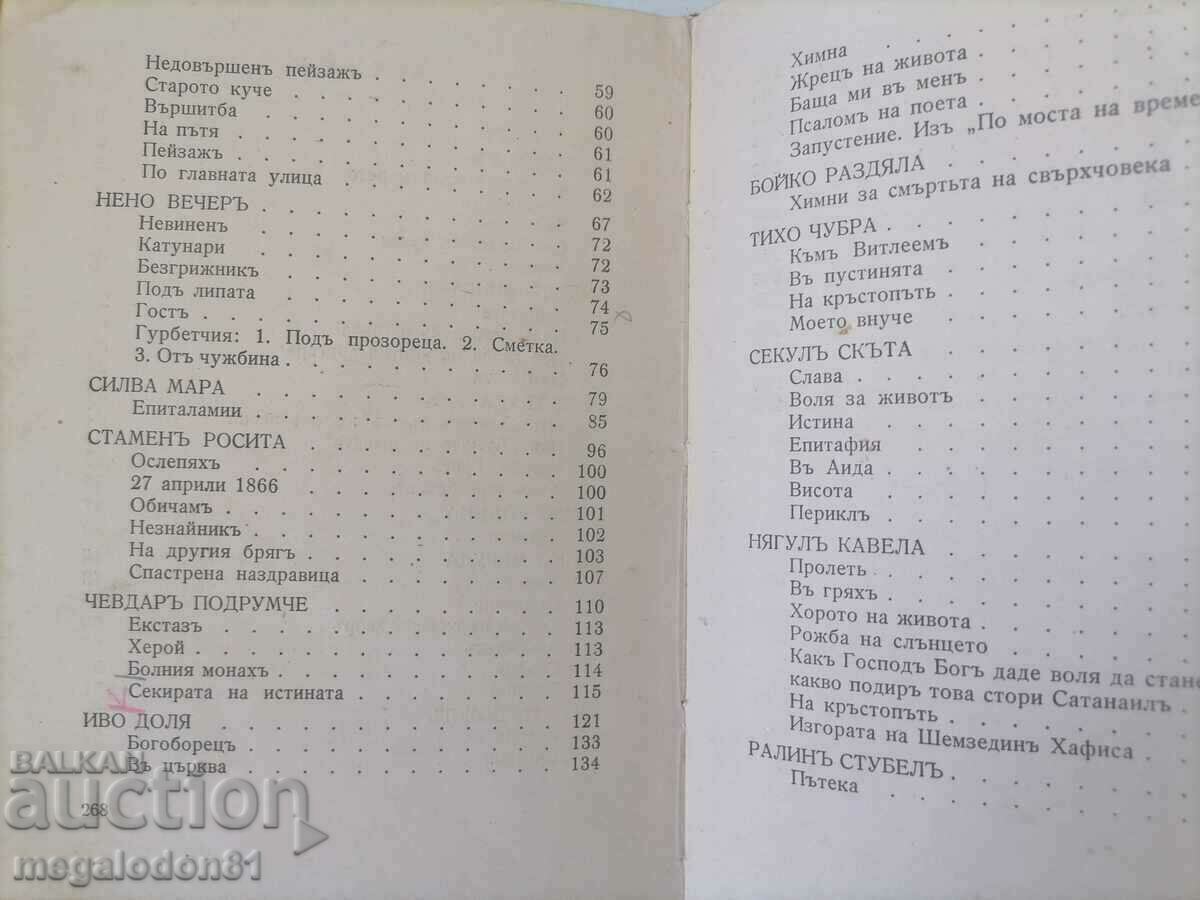 Недовършенъ пейзажъ . . . . . . . . . . 59
Старото куче . . . . . . . . . . 60
Вършитба . . . . . . . . . . 60
На пътя . . . . . . . . . . 61
Пейзажъ . . . . . . . . . . 61
По главната улица . . . . . . . . . . 62
НЕНО ВЕЧЕРЪ . . . . . . . . . . 67
Невиненъ . . . . . . . . . . 72
Катунари . . . . . . . . . . 72
Безгрижникъ . . . . . . . . . . 73
Подъ липата . . . . . . . . . . 74
Гостъ . . . . . . . . . . 75
Гурбетчия: 1. Подъ прозореца. 2. Сметка.
3. Отъ чужбина . . . . . . . . . . 76
СИЛВА МАРА . . . . . . . . . . 79
Епиталамии . . . . . . . . . . 85
СТАМЕНЪ РОСИТА . . . . . . . . . . 96
Ослепяхъ . . . . . . . . . . 100
27 април 1866 . . . . . . . . . . 100
Обичамъ . . . . . . . . . . 101
Незнайникъ . . . . . . . . . . 102
На другия брягъ . . . . . . . . . . 103
Спастрена наздравица . . . . . . . . . . 107
ЧЕВДАРЪ ПОДРУМЧЕ . . . . . . . . . . 110
Екстазъ . . . . . . . . . . 113
Херой . . . . . . . . . . 113
Болния монахъ . . . . . . . . . . 114
Секирата на истината . . . . . . . . . . 115
ИВО ДОЛЯ . . . . . . . . . . 121
Богоборецъ . . . . . . . . . . 133
Въ църква . . . . . . . . . . 134
268
Химна . . . . . .
Жрецъ на живота . . . . . .
Баща ми въ менъ . . . . . .
Псаломъ на поета . . . . . .
Запустение. Изъ „По моста на време
БОЙКО РАЗДЯЛА . . . . . .
Химни за смъртьта на свърхчовека .
ТИХО ЧУБРА . . . . . .
Къмъ Витлеемъ . . . . . .
Въ пустинята . . . . . .
На кръстопъть . . . . . .
Моето внуче . . . . . .
СЕКУЛЪ СКЪТА . . . . . .
Слава . . . . . .
Воля за животъ . . . . . .
Истина . . . . . .
Епитафия . . . . . .
Въ Аида . . . . . .
Висота . . . . . .
Периклъ . . . . . .
НЯГУЛЪ КАВЕЛА . . . . . .
Пролеть . . . . . .
Въ гряхъ . . . . . .
Хорото на живота . . . . . .
Рожба на слънцето . . . . . .
Какъ Господъ Богъ даде воля да стане
какво подиръ това стори Сатанаилъ .
На кръстопъть . . . . . .
Изгората на Шемзединъ Хафиса . .
РАЛИНЪ СТУБЕЛЪ . . . . . .
Пътека . . . . . .
BALKAN
auction
megalodon81